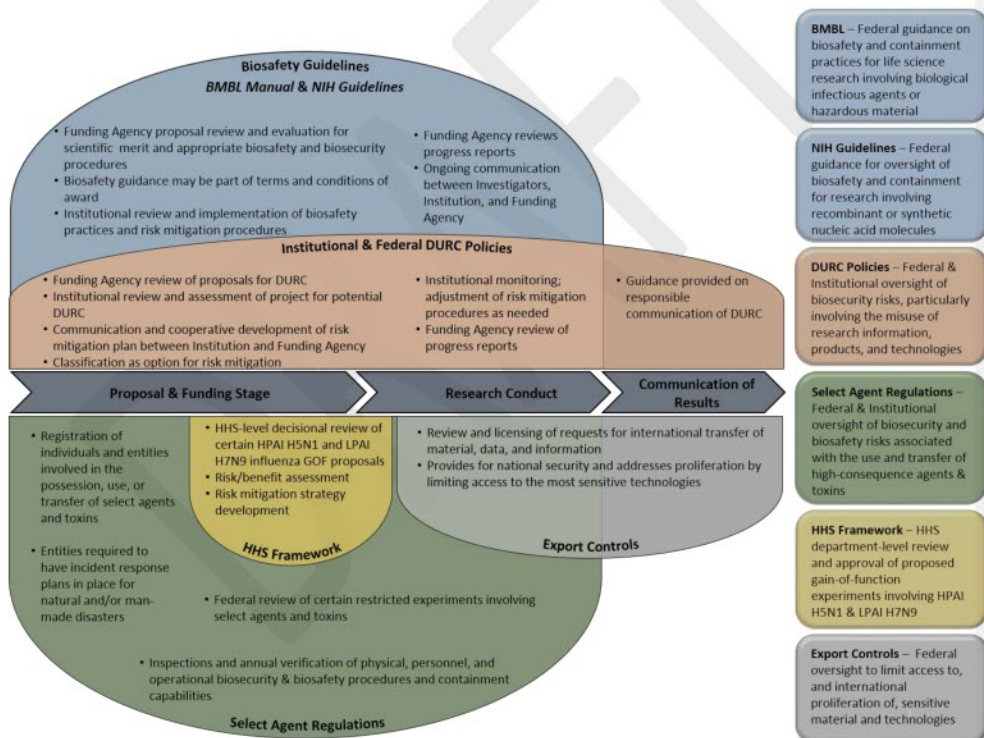 Biosafety Guidelines
BMBL Manual & NIH Guidelines
• Funding Agency proposal review and evaluation for
scientific merit and appropriate biosafety and biosecurity
procedures
• Biosafety guidance may be part of terms and conditions of
award
• Institutional review and implementation of biosafety
practices and risk mitigation procedures
• Funding Agency reviews
progress reports
• Ongoing communication
between Investigators,
Institution, and Funding
Agency
Institutional & Federal DURC Policies
• Funding Agency review of proposals for DURC
• Institutional review and assessment of project for potential
DURC
• Communication and cooperative development of risk
mitigation plan between Institution and Funding Agency
• Classification as option for risk mitigation
• Institutional monitoring;
adjustment of risk mitigation
procedures as needed
• Funding Agency review of
progress reports
• Guidance provided on
responsible
communication of DURC
Proposal & Funding Stage
Research Conduct
Communication of
Results
• Registration of
individuals and entities
involved in the
possession, use, or
transfer of select agents
and toxins
• Entities required to
have incident response
plans in place for
natural and/or man-
made disasters
• HHS-level decisional review of
certain HPAI H5N1 and LPAI
H7N9 influenza GOF proposals
• Risk/benefit assessment
• Risk mitigation strategy
development
HHS Framework
• Review and licensing of requests for international transfer of
material, data, and information
• Provides for national security and addresses proliferation by
limiting access to the most sensitive technologies
Export Controls
• Federal review of certain restricted experiments involving
select agents and toxins
• Inspections and annual verification of physical, personnel, and
operational biosecurity & biosafety procedures and containment
capabilities
Select Agent Regulations
BMBL – Federal guidance on
biosafety and containment
practices for life science
research involving biological
infectious agents or
hazardous material
NIH Guidelines – Federal
guidance for oversight of
biosafety and containment
for research involving
recombinant or synthetic
nucleic acid molecules
DURC Policies – Federal &
Institutional oversight of
biosecurity risks, particularly
involving the misuse of
research information,
products, and technologies
Select Agent Regulations –
Federal & Institutional
oversight of biosecurity and
biosafety risks associated
with the use and transfer of
high-consequence agents &
toxins
HHS Framework – HHS
department-level review
and approval of proposed
gain-of-function
experiments involving HPAI
H5N1 & LPAI H7N9
Export Controls – Federal
oversight to limit access to,
and international
proliferation of, sensitive
material and technologies